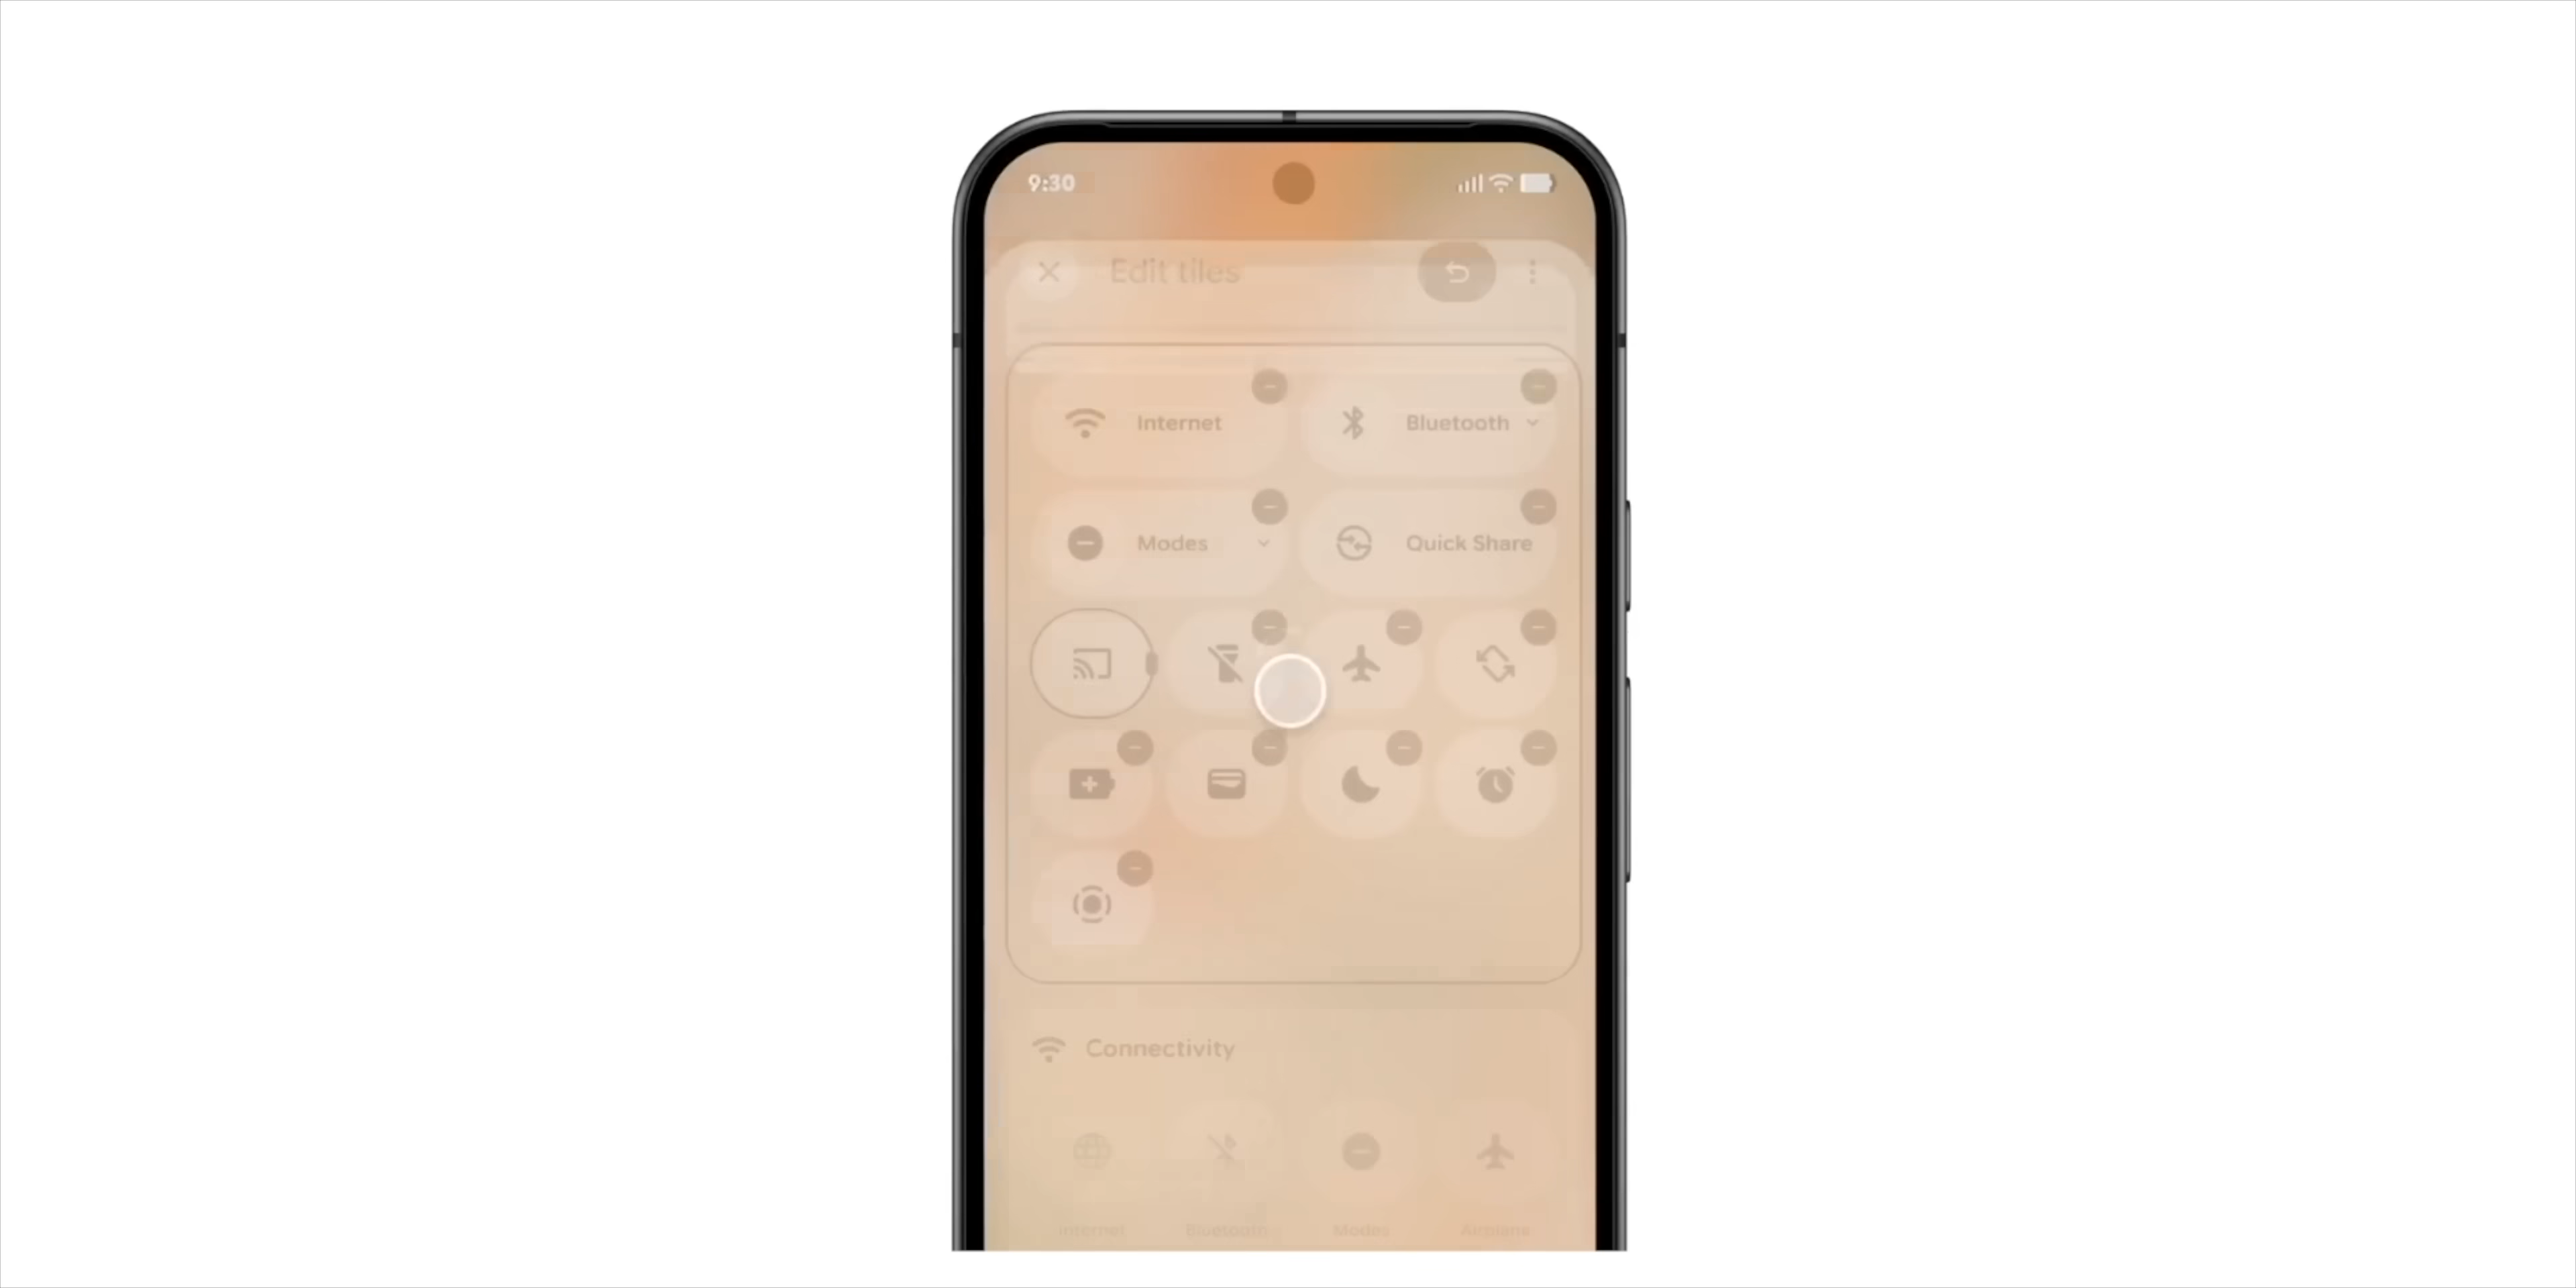 9:30
Edit tiles
Internet
Bluetooth
Modes
Quick Share
Connectivity
Internet Bluetooth Modes Airplane